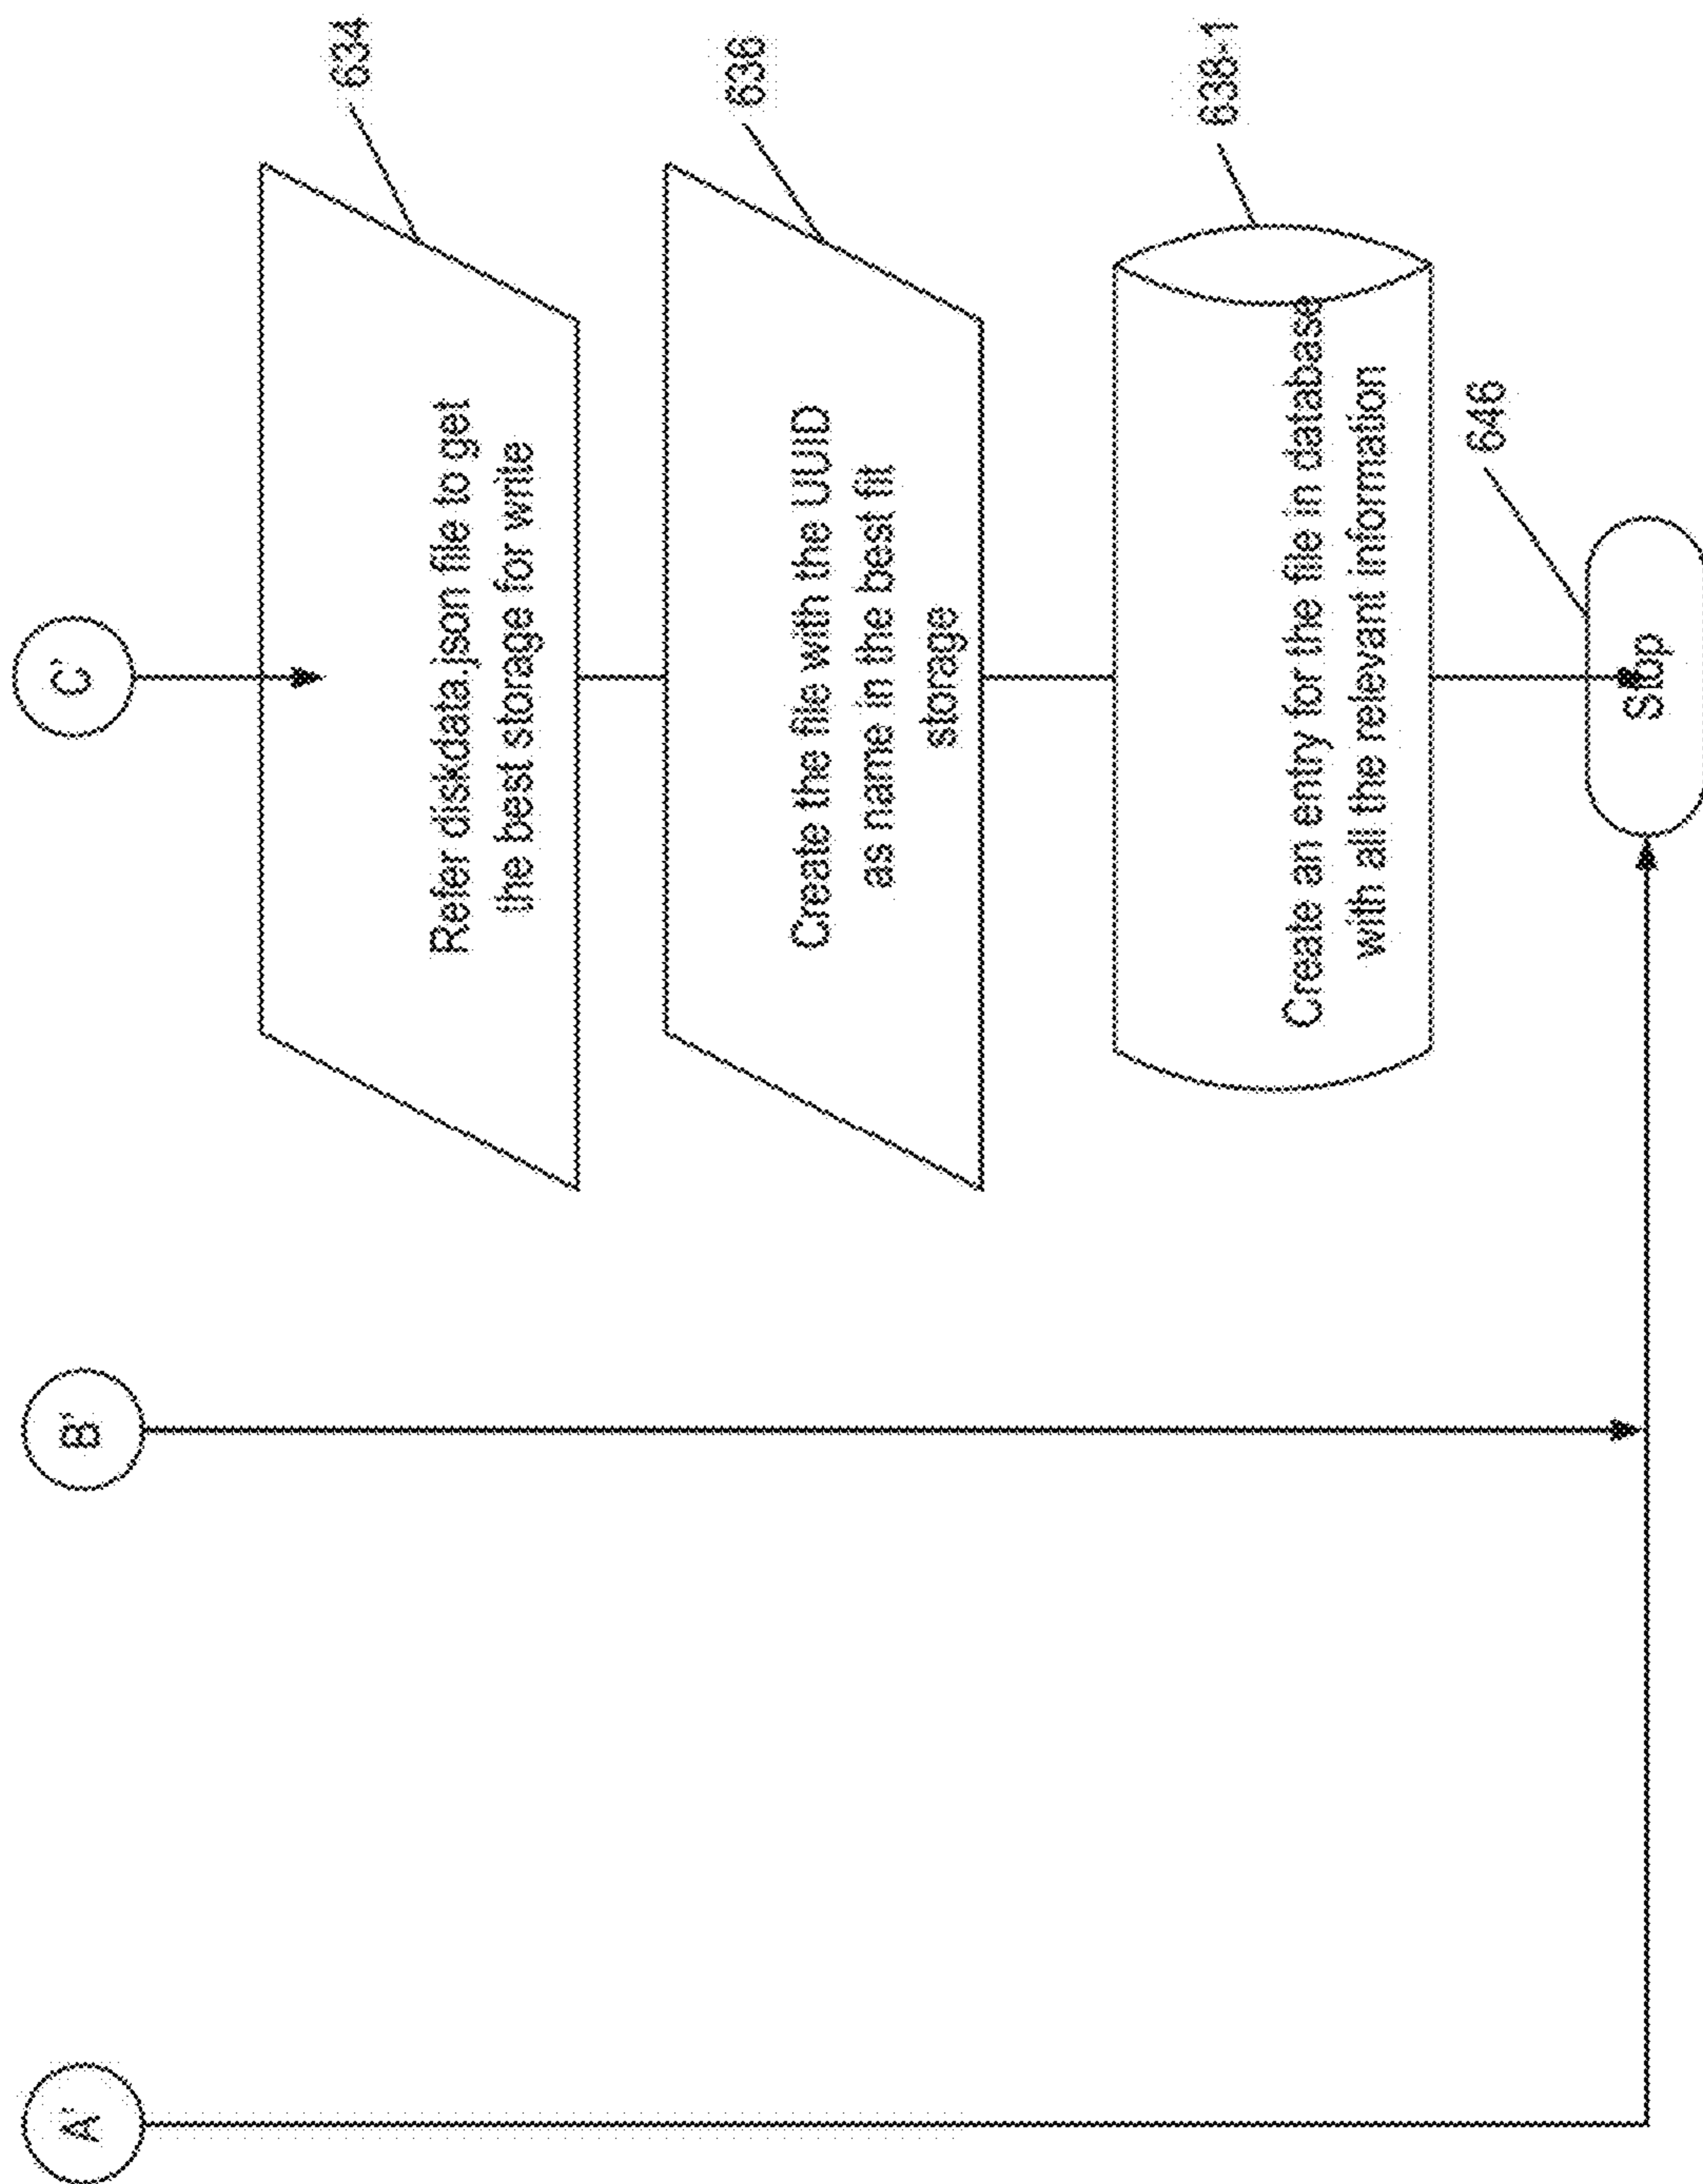 A'
B'
C'
Refer diskdata.json file to get
the best storage for write
634
Create the file with the UUID
as name in the best fit
storage
636
Create an entry for the file in database
with all the relevant information
638-1
Stop
646